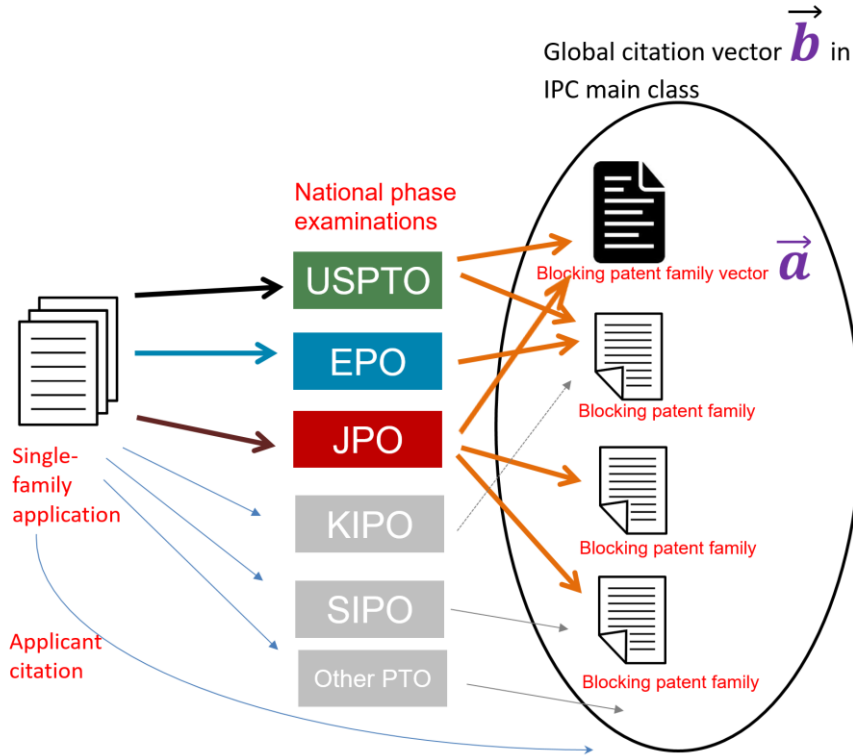 Global citation vector b in
IPC main class
National phase
examinations
USPTO
Blocking patent family vector a
EPO
Blocking patent family
JPO
Single-
family
application
KIPO
Blocking patent family
SIPO
Applicant
citation
Other PTO
Blocking patent family